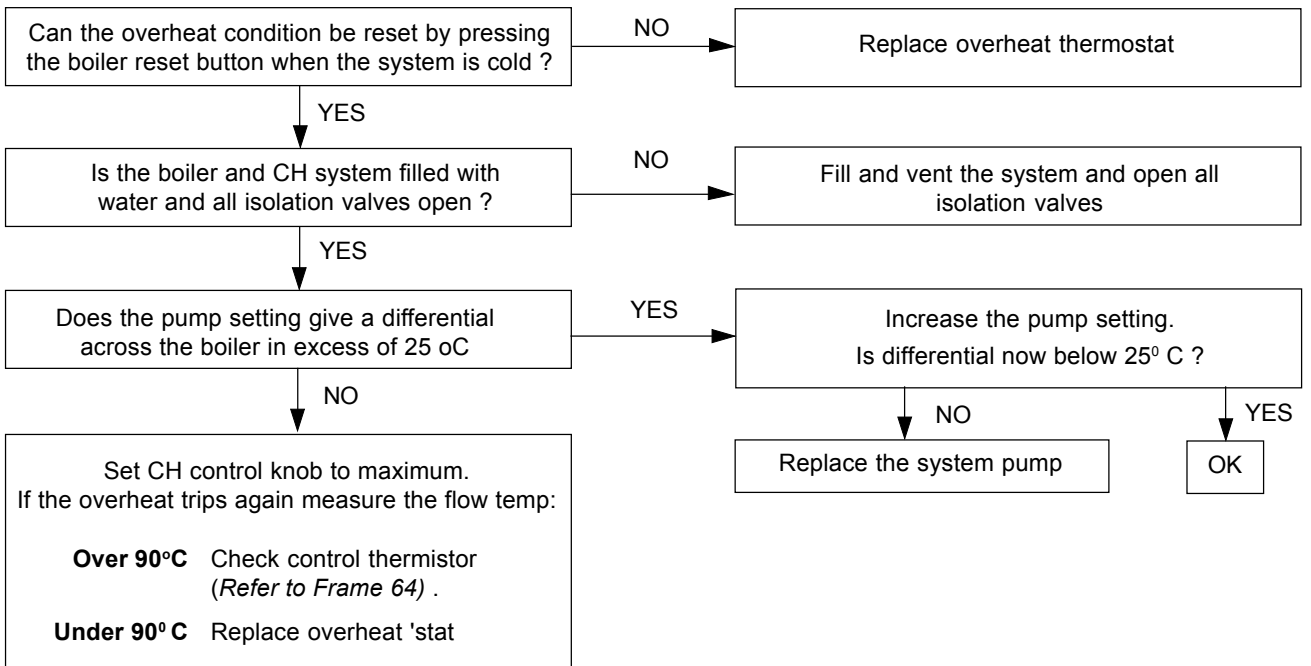 Can the overheat condition be reset by pressing
the boiler reset button when the system is cold ?
NO
Replace overheat thermostat
YES
Is the boiler and CH system filled with
water and all isolation valves open ?
NO
Fill and vent the system and open all
isolation valves
YES
Does the pump setting give a differential
across the boiler in excess of 25 oC
YES
Increase the pump setting.
Is differential now below 25⁰ C ?
NO
NO
YES
Replace the system pump
OK
Set CH control knob to maximum.
If the overheat trips again measure the flow temp:
Over 90ºC Check control thermistor
(Refer to Frame 64) .
Under 90⁰ C Replace overheat 'stat